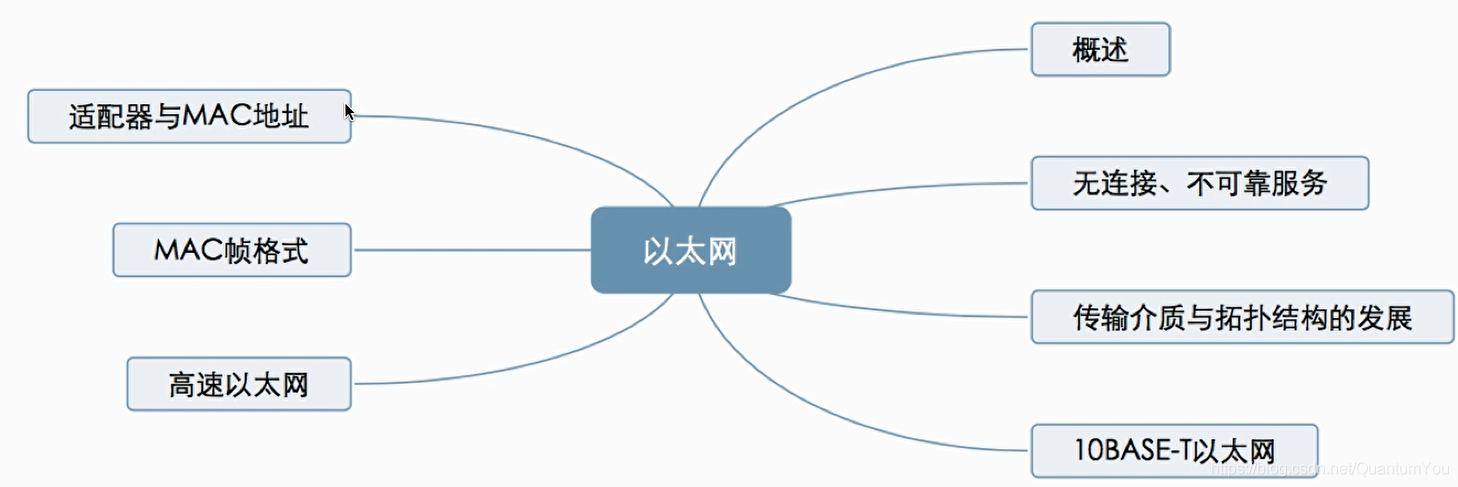 概述
适配器与MAC地址
无连接、不可靠服务
以太网
MAC帧格式
传输介质与拓扑结构的发展
高速以太网
10BASE-T以太网
https://blog.csdn.net/QuantumYou